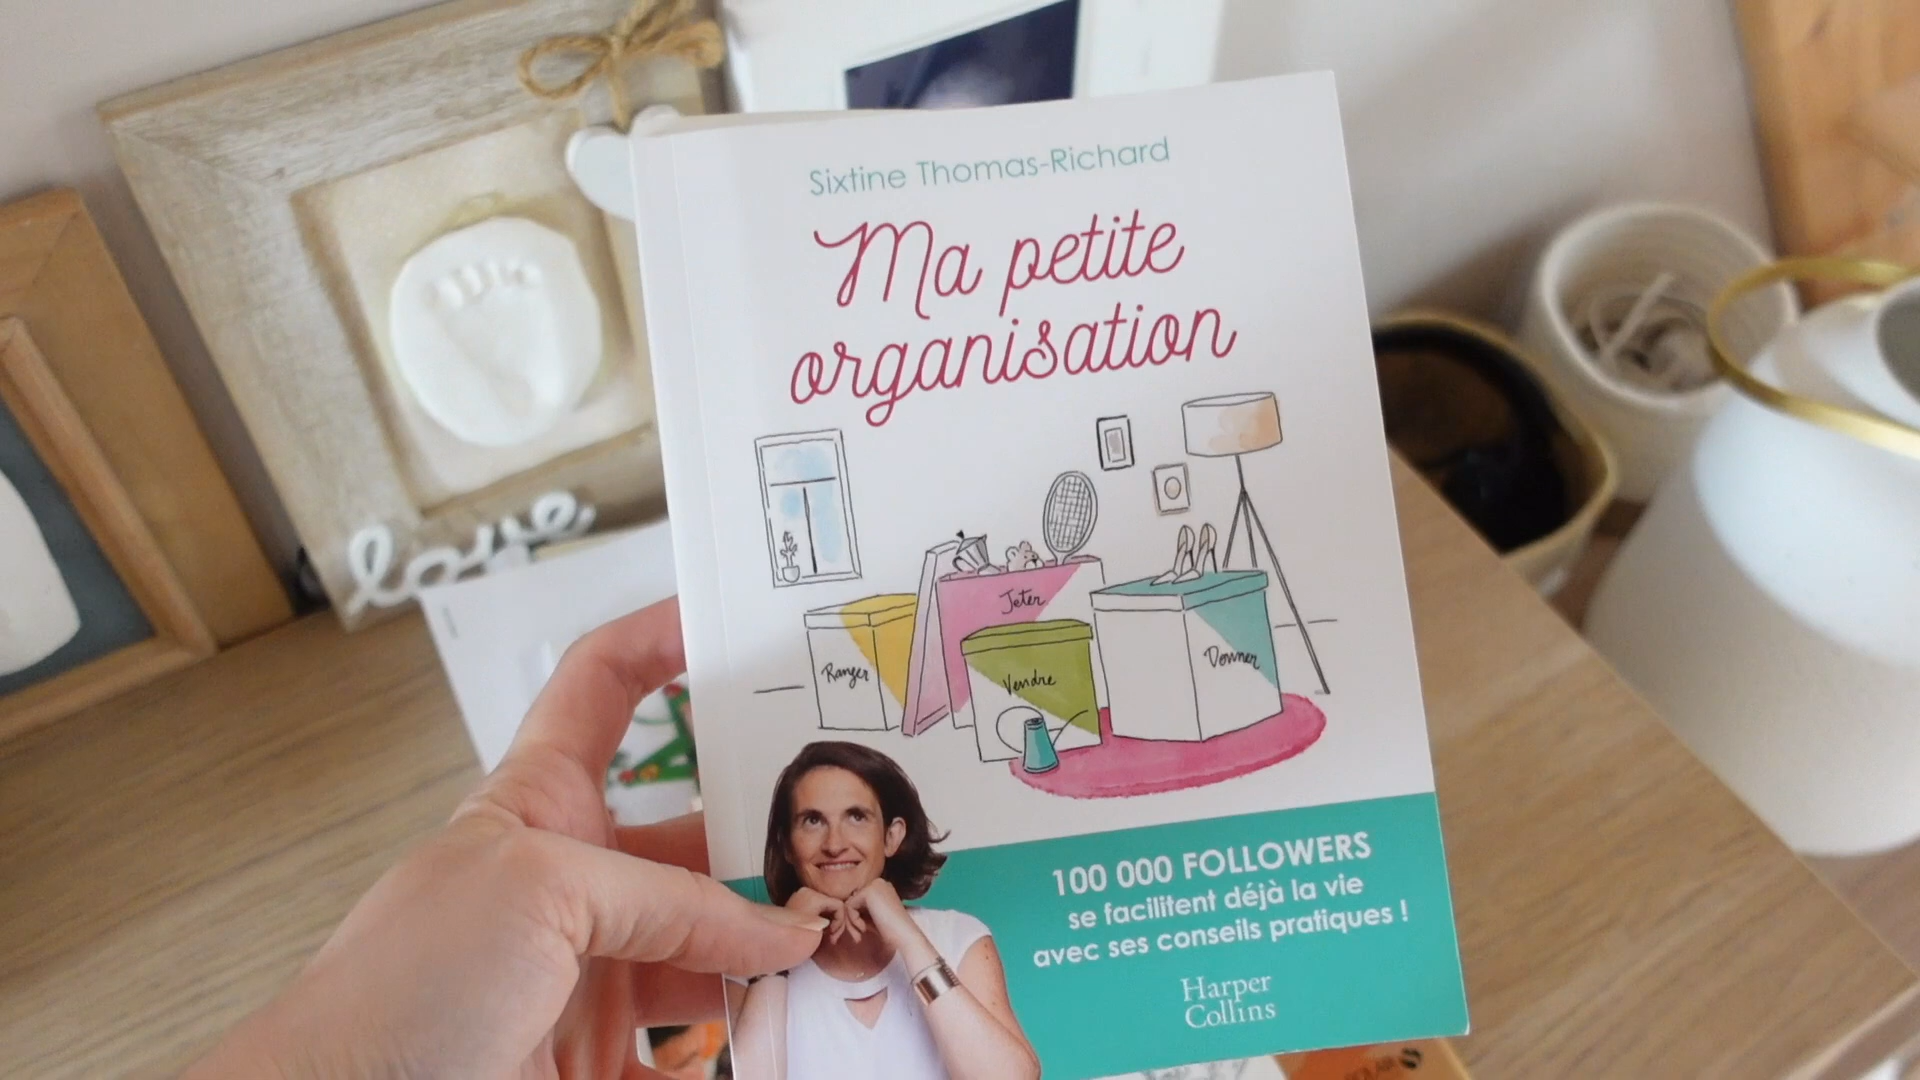 Sixtine Thomas-Richard
Ma petite
organisation
Jeter
Ranger
Vendre
Donner
100 000 FOLLOWERS
se facilitent déjà la vie
avec ses conseils pratiques !
Harper
Collins
love